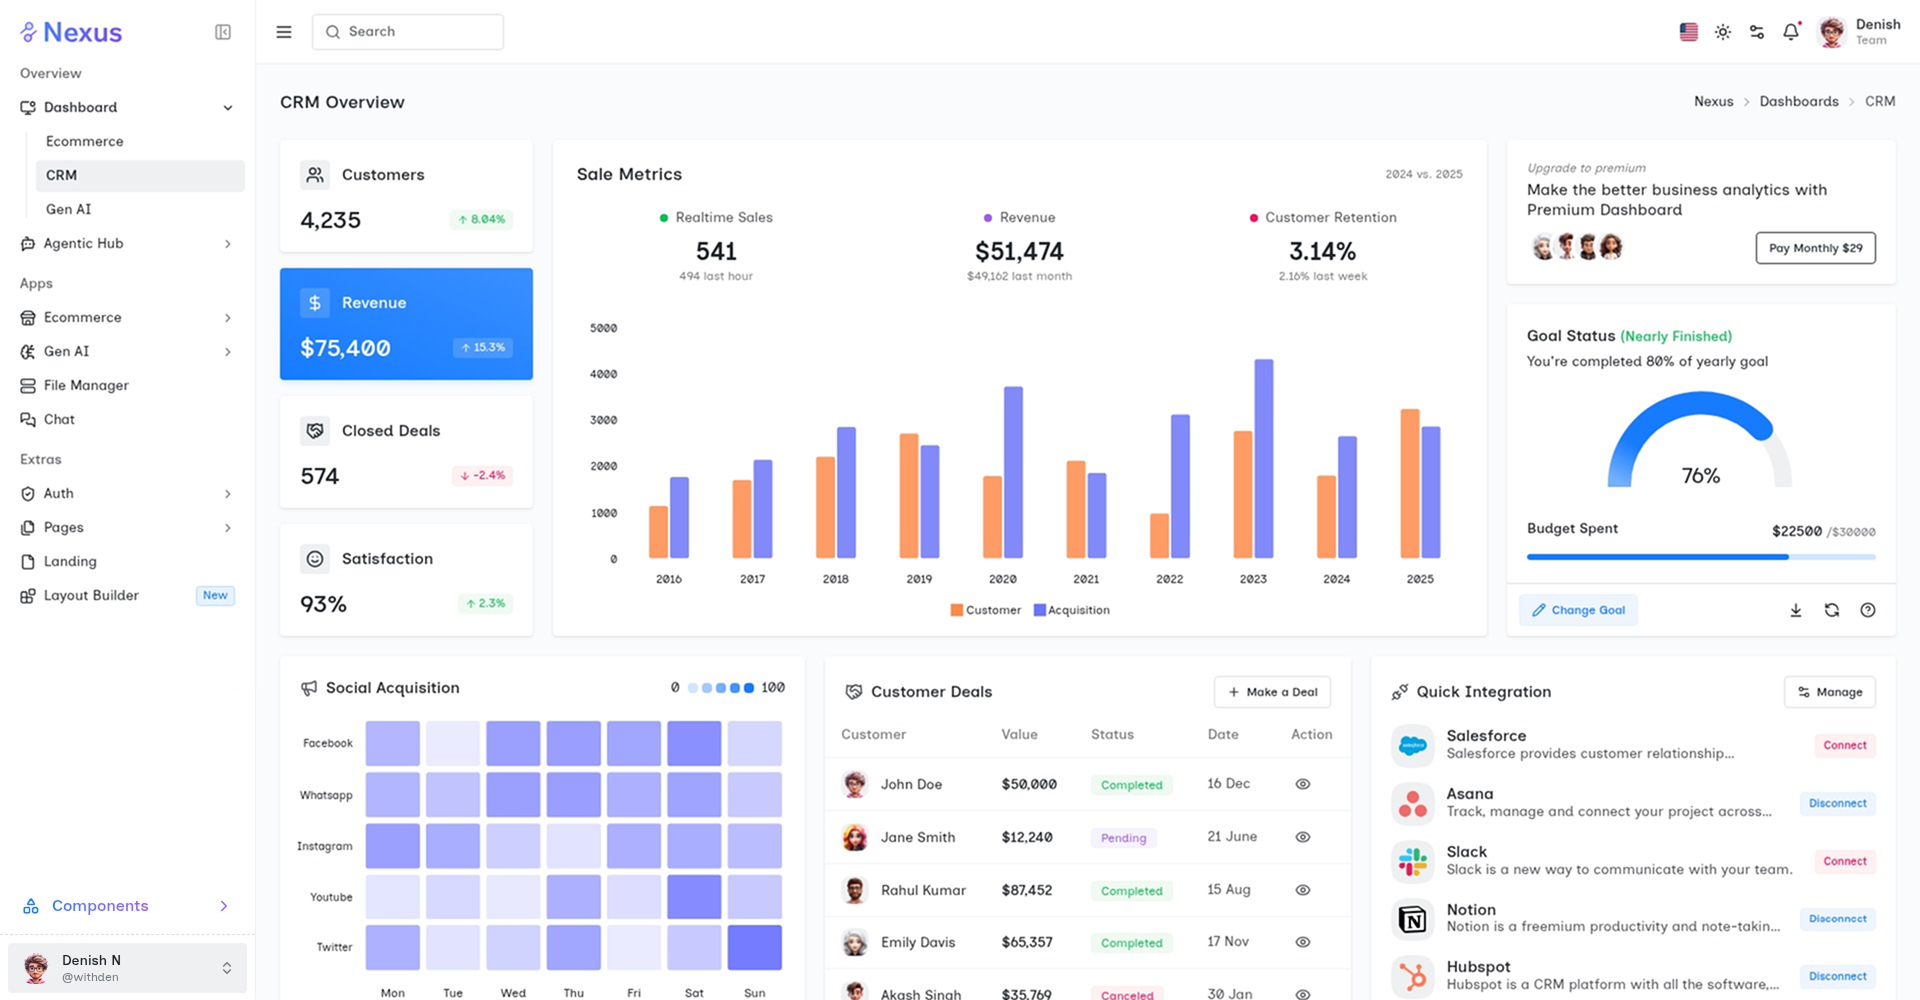 Nexus
Overview
Dashboard
Ecommerce
CRM
Gen AI
Agentic Hub
Apps
Ecommerce
Gen AI
File Manager
Chat
Extras
Auth
Pages
Landing
Layout Builder New
Components
Denish N
@withden
Search
Denish
Team
CRM Overview
Nexus > Dashboards > CRM
Customers
4,235 ↑ 8.04%
Revenue
$75,400 ↑ 15.3%
Closed Deals
574 ↓ -2.4%
Satisfaction
93% ↑ 2.3%
Sale Metrics 2024 vs. 2025
Realtime Sales Revenue Customer Retention
541 $51,474 3.14%
494 last hour $49,162 last month 2.16% last week
5000
4000
3000
2000
1000
0
2016 2017 2018 2019 2020 2021 2022 2023 2024 2025
Customer Acquisition
Upgrade to premium
Make the better business analytics with
Premium Dashboard
Pay Monthly $29
Goal Status (Nearly Finished)
You're completed 80% of yearly goal
76%
Budget Spent $22500 /$30000
Change Goal
Social Acquisition 0 100
Facebook
Whatsapp
Instagram
Youtube
Twitter
Mon Tue Wed Thu Fri Sat Sun
Customer Deals + Make a Deal
Customer Value Status Date Action
John Doe $50,000 Completed 16 Dec
Jane Smith $12,240 Pending 21 June
Rahul Kumar $87,452 Completed 15 Aug
Emily Davis $65,357 Completed 17 Nov
Akash Singh $35,769 Canceled 30 Jan
Quick Integration Manage
Salesforce
Salesforce provides customer relationship...
Connect
Asana
Track, manage and connect your project across...
Disconnect
Slack
Slack is a new way to communicate with your team.
Connect
Notion
Notion is a freemium productivity and note-takin...
Disconnect
Hubspot
Hubspot is a CRM platform with all the software,...
Disconnect